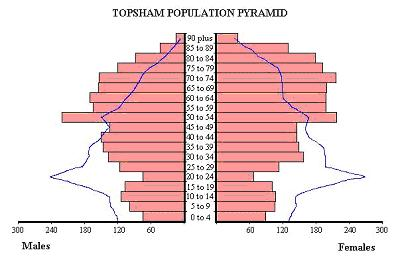 TOPSHAM POPULATION PYRAMID
90 plus
85 to 89
80 to 84
75 to 79
70 to 74
65 to 69
60 to 64
55 to 59
50 to 54
45 to 49
40 to 44
35 to 39
30 to 34
25 to 29
20 to 24
15 to 19
10 to 14
5 to 9
0 to 4
300 240 180 120 60 60 120 180 240 300
Males Females